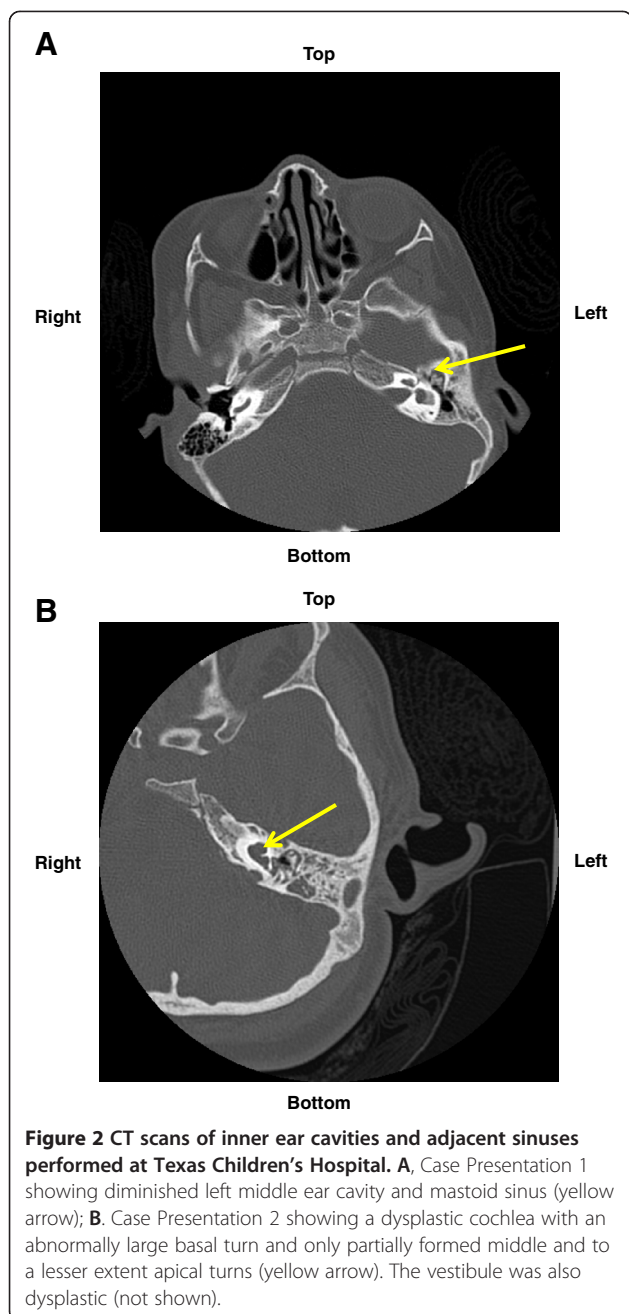 A
Top
Right
Left
Bottom
B
Top
Right
Left
Bottom
Figure 2 CT scans of inner ear cavities and adjacent sinuses
performed at Texas Children's Hospital. A, Case Presentation 1
showing diminished left middle ear cavity and mastoid sinus (yellow
arrow); B. Case Presentation 2 showing a dysplastic cochlea with an
abnormally large basal turn and only partially formed middle and to
a lesser extent apical turns (yellow arrow). The vestibule was also
dysplastic (not shown).